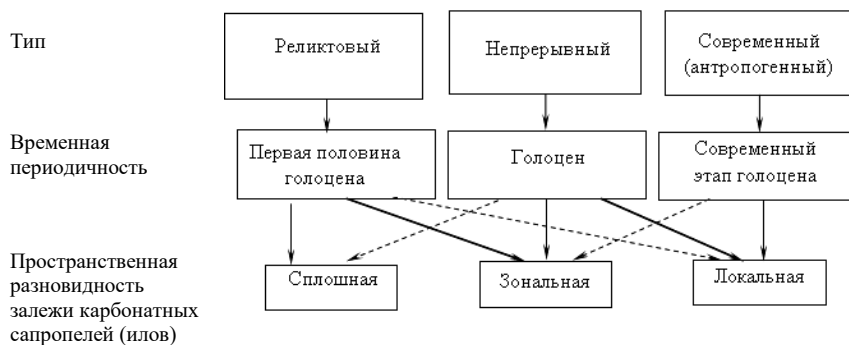 Тип
Реликтовый
Непрерывный
Современный
(антропогенный)
Временная
периодичность
Первая половина
голоцена
Голоцен
Современный
этап голоцена
Пространственная
разновидность
залежи карбонатных
сапропелей (илов)
Сплошная
Зональная
Локальная